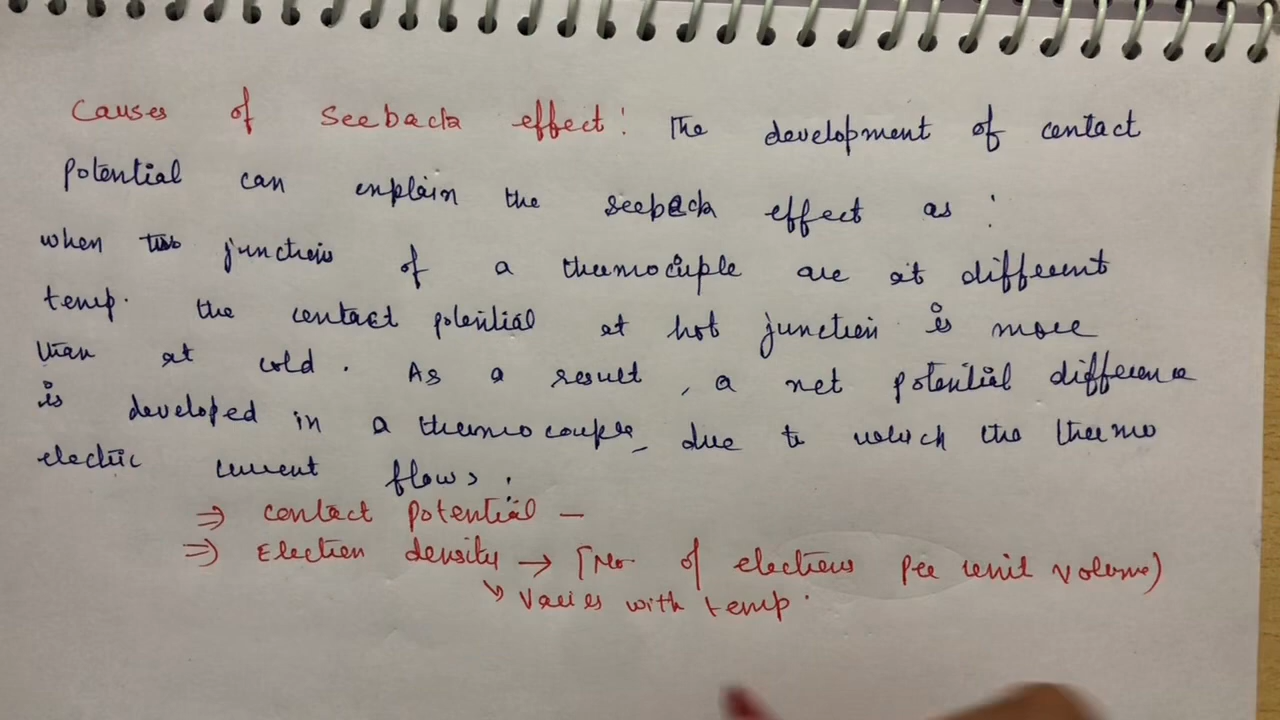 Causes of Seeback effect: The development of contact
potential can explain the seeback effect as :
when two junctions of a thermocuple are at different
temp. the contact potential at hot junction is more
than at cold. As a result, a net potential difference
is developed in a thermocouple, due to which the thermo
electric current flows.
⇒ contact potential –
⇒ Electron density → (No. of electrons per unit volume)
↘ Varies with temp.